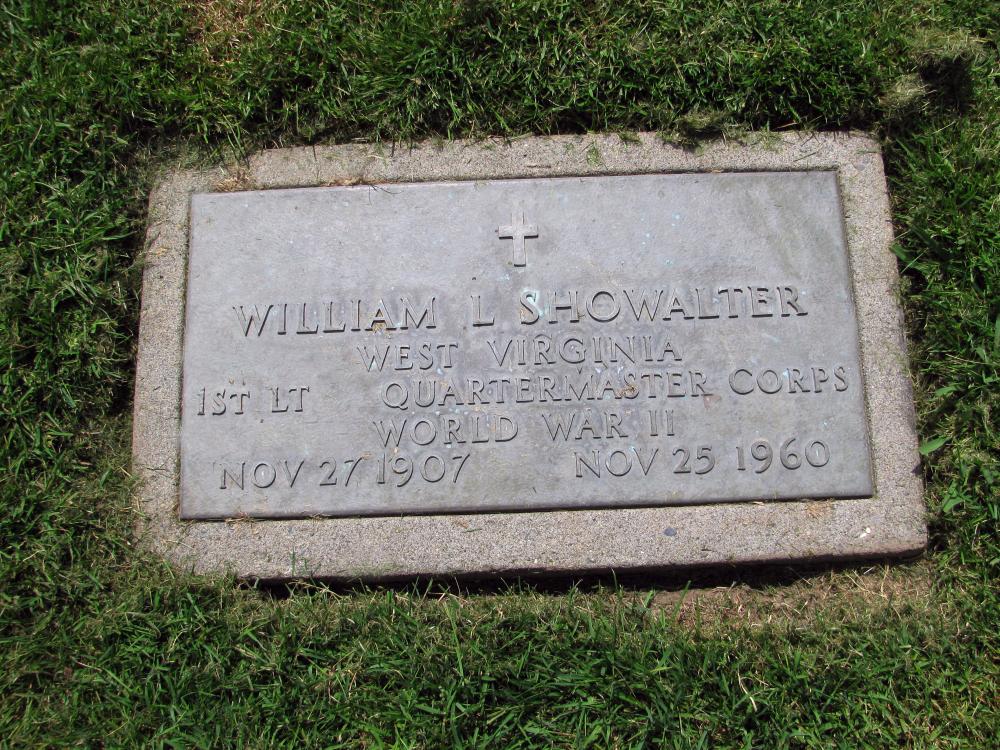 WILLIAM L SHOWALTER
WEST VIRGINIA
1ST LT QUARTERMASTER CORPS
WORLD WAR II
NOV 27 1907 NOV 25 1960